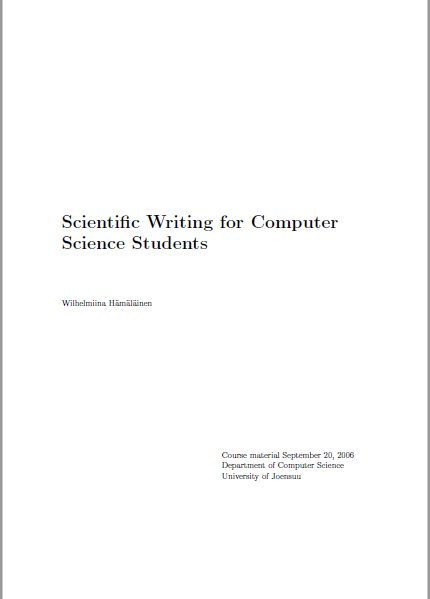 Scientific Writing for Computer
Science Students
Wilhelmiina Hämäläinen
Course material September 20, 2006
Department of Computer Science
University of Joensuu